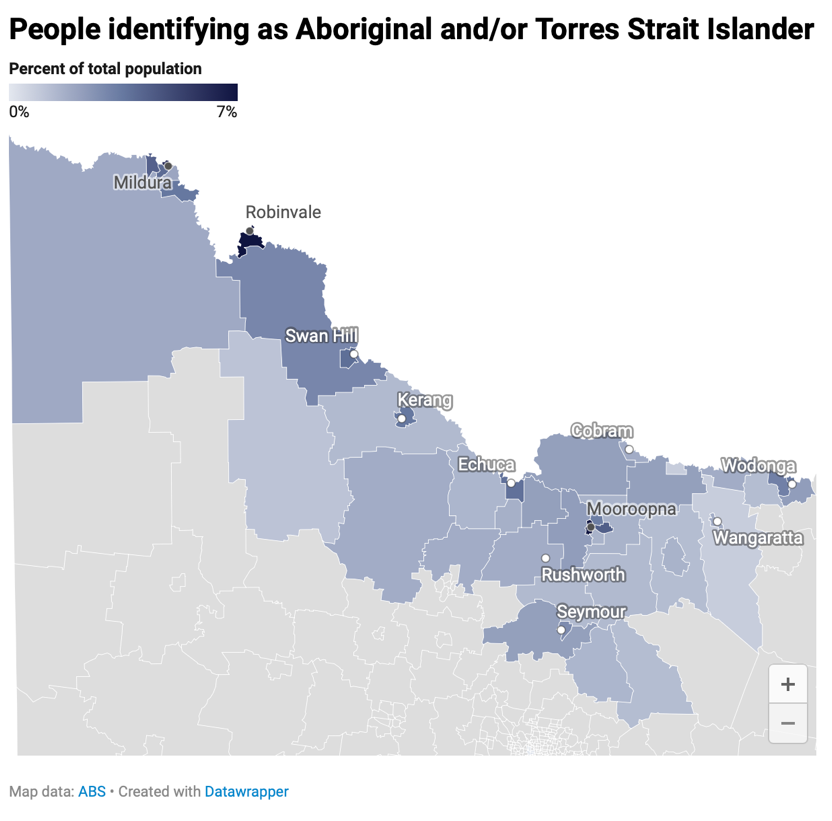 People identifying as Aboriginal and/or Torres Strait Islander
Percent of total population
0% 7%
Mildura
Robinvale
Swan Hill
Kerang
Cobram
Echuca
Wodonga
Mooroopna
Wangaratta
Rushworth
Seymour
+
−
Map data: ABS • Created with Datawrapper